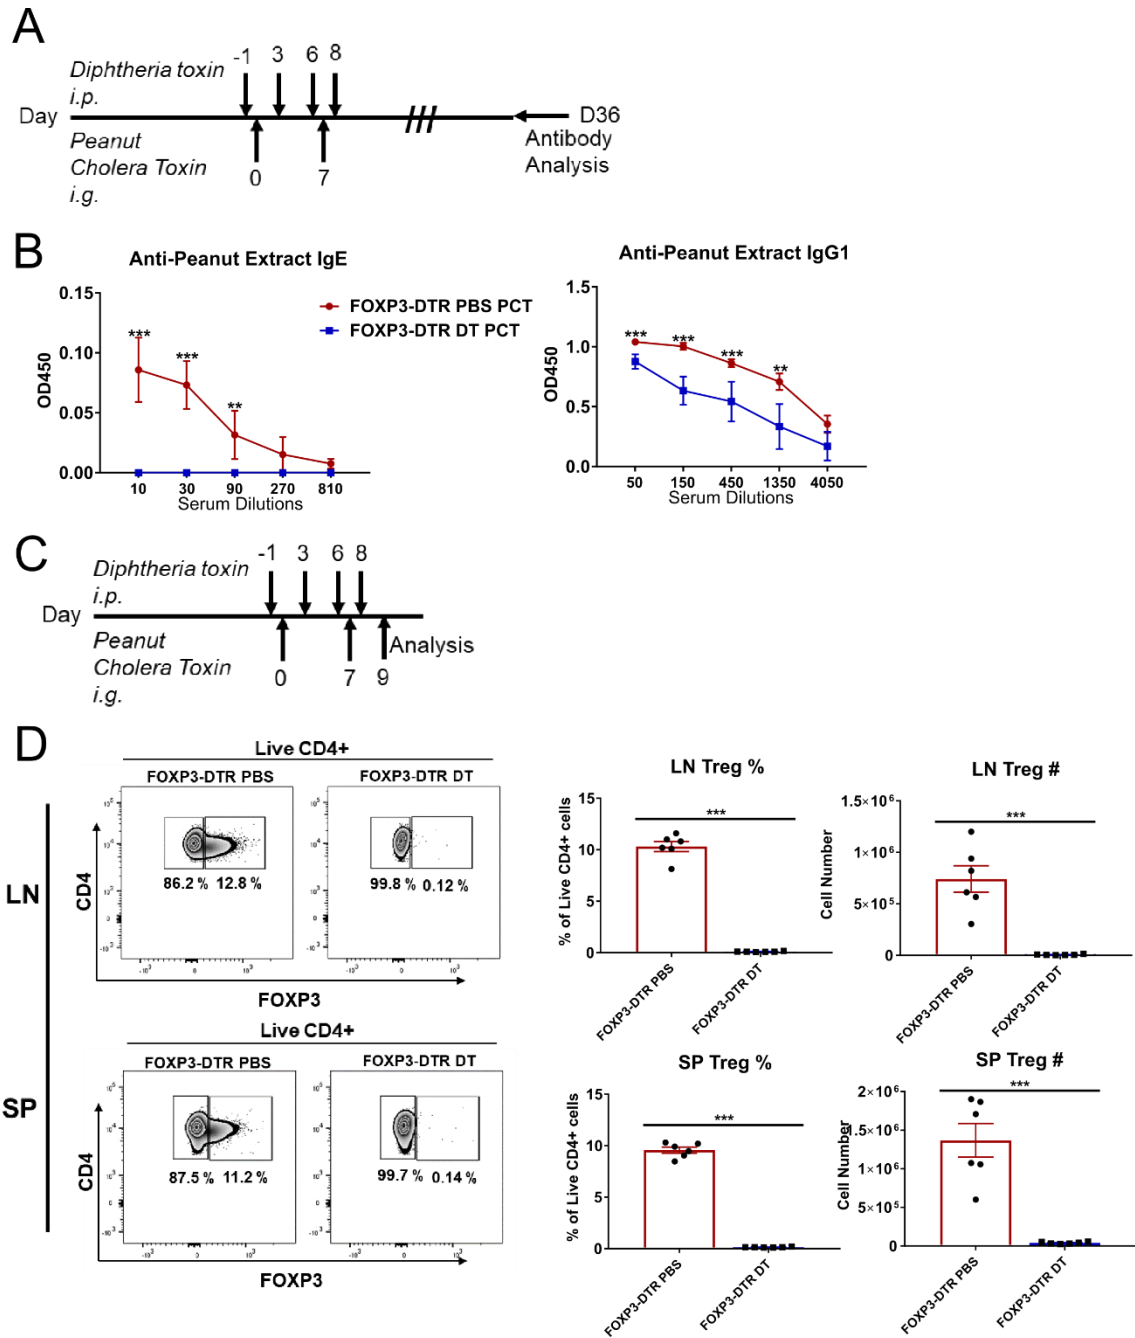 A
-1 3 6 8
Diphtheria toxin
i.p.
Day
D36
Peanut
Antibody
Cholera Toxin
Analysis
i.g.
0 7
B
Anti-Peanut Extract IgE
0.15
0.10
0.05
0.00
OD450
*** *** **
10 30 90 270 810
Serum Dilutions
FOXP3-DTR PBS PCT
FOXP3-DTR DT PCT
Anti-Peanut Extract IgG1
1.5
1.0
0.5
0.0
OD450
*** *** *** **
50 150 450 1350 4050
Serum Dilutions
C
-1 3 6 8
Diphtheria toxin
i.p.
Day
Peanut
Analysis
Cholera Toxin
i.g.
0 7 9
D
LN
Live CD4+
FOXP3-DTR PBS FOXP3-DTR DT
86.2 % 12.8 % 99.8 % 0.12 %
CD4
FOXP3
LN Treg %
15
10
5
0
% of Live CD4+ cells
***
FOXP3-DTR PBS
FOXP3-DTR DT
LN Treg #
1.5×10⁶
1×10⁶
5×10⁵
0
Cell Number
***
FOXP3-DTR PBS
FOXP3-DTR DT
SP
Live CD4+
FOXP3-DTR PBS FOXP3-DTR DT
87.5 % 11.2 % 99.7 % 0.14 %
CD4
FOXP3
SP Treg %
15
10
5
0
% of Live CD4+ cells
***
FOXP3-DTR PBS
FOXP3-DTR DT
SP Treg #
2×10⁶
1.5×10⁶
1×10⁶
5×10⁵
0
Cell Number
***
FOXP3-DTR PBS
FOXP3-DTR DT